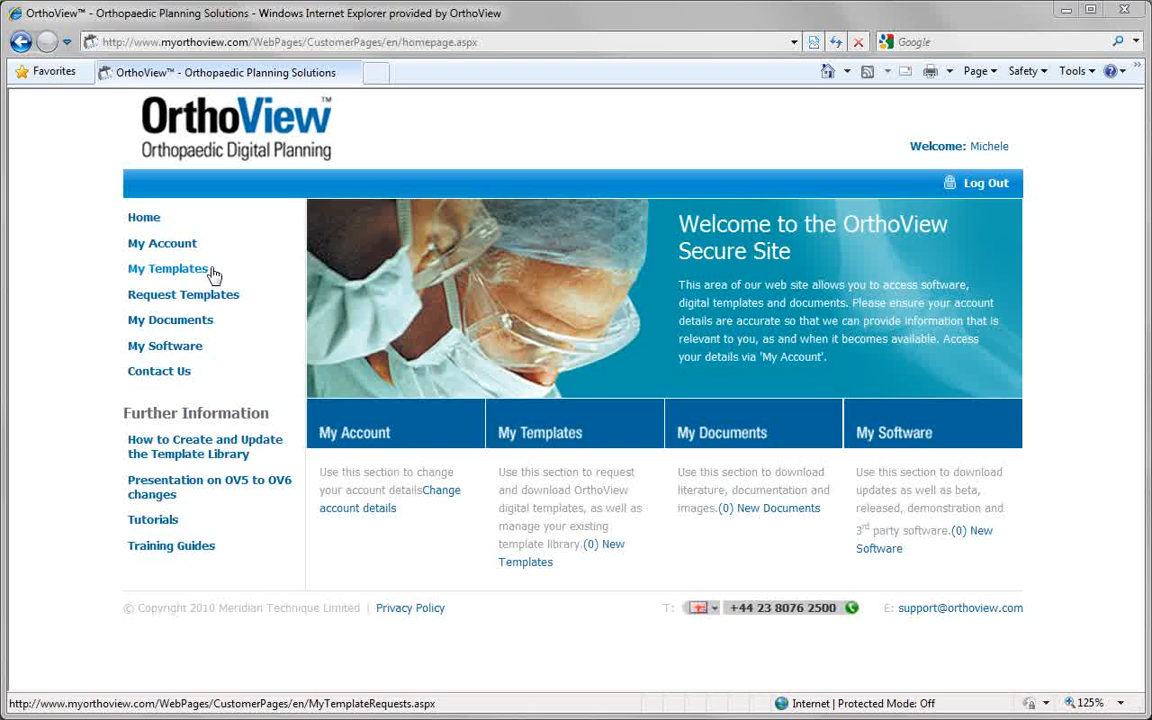 OrthoView™ - Orthopaedic Planning Solutions - Windows Internet Explorer provided by OrthoView
http://www.myorthoview.com/WebPages/CustomerPages/en/homepage.aspx
Google
Favorites
OrthoView™ - Orthopaedic Planning Solutions
Page
Safety
Tools
OrthoView™
Orthopaedic Digital Planning
Welcome: Michele
Log Out
Home
My Account
My Templates
Request Templates
My Documents
My Software
Contact Us
Further Information
How to Create and Update
the Template Library
Presentation on OV5 to OV6
changes
Tutorials
Training Guides
Welcome to the OrthoView
Secure Site
This area of our web site allows you to access software,
digital templates and documents. Please ensure your account
details are accurate so that we can provide information that is
relevant to you, as and when it becomes available. Access
your details via 'My Account'.
My Account
Use this section to change
your account detailsChange
account details
My Templates
Use this section to request
and download OrthoView
digital templates, as well as
manage your existing
template library.(0) New
Templates
My Documents
Use this section to download
literature, documentation and
images.(0) New Documents
My Software
Use this section to download
updates as well as beta,
released, demonstration and
3rd party software.(0) New
Software
© Copyright 2010 Meridian Technique Limited | Privacy Policy
T: +44 23 8076 2500
E: support@orthoview.com
http://www.myorthoview.com/WebPages/CustomerPages/en/MyTemplateRequests.aspx
Internet | Protected Mode: Off
125%